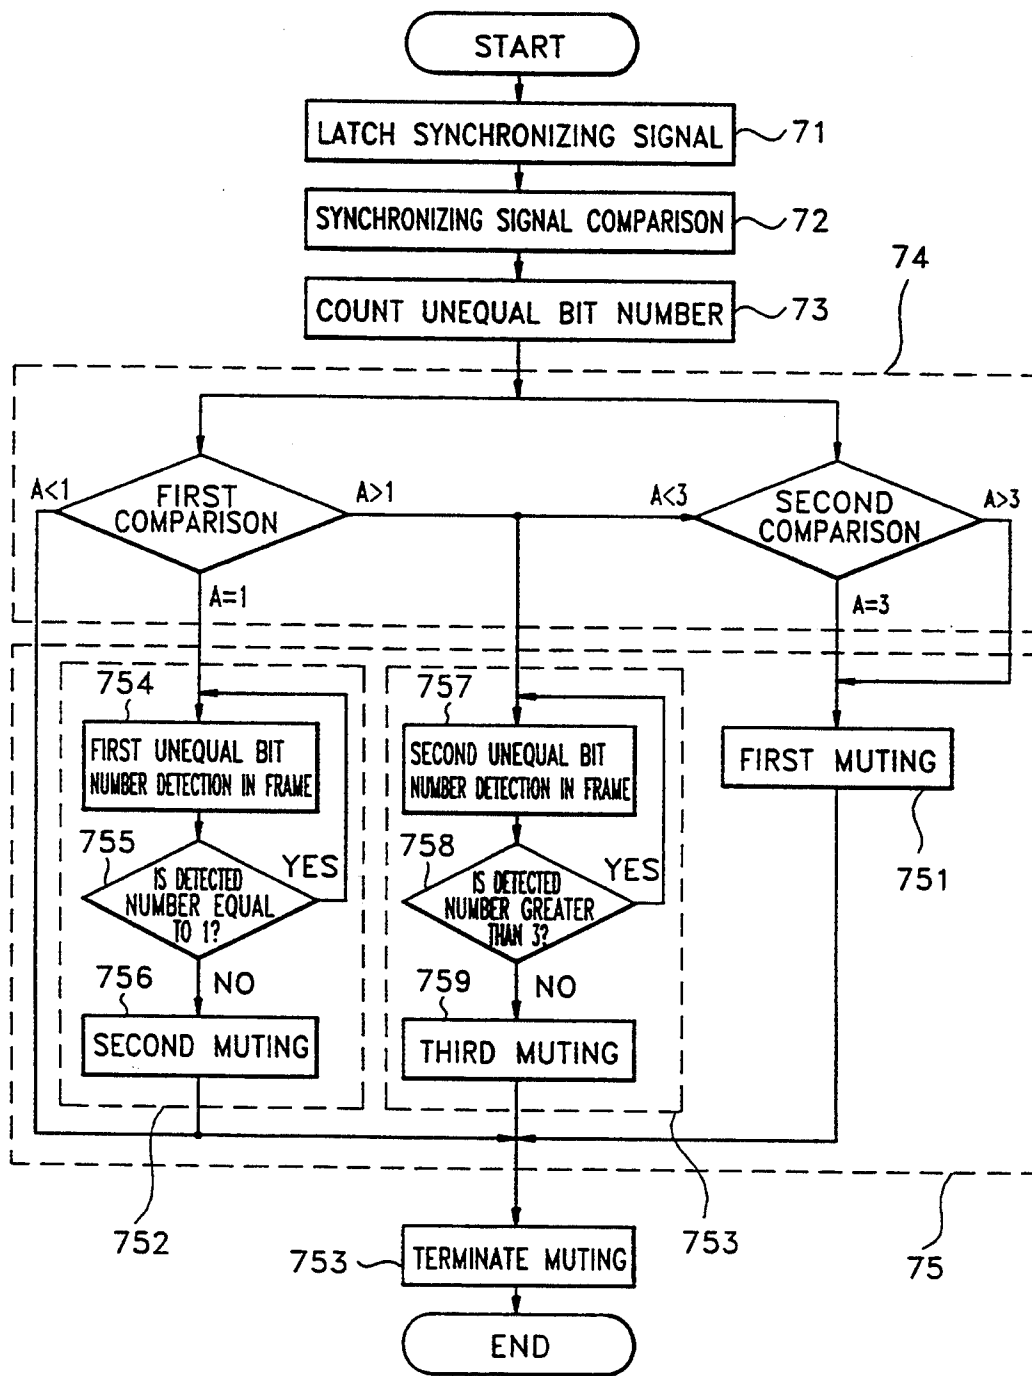 START
LATCH SYNCHRONIZING SIGNAL
71
SYNCHRONIZING SIGNAL COMPARISON
72
COUNT UNEQUAL BIT NUMBER
73
74
A<1
FIRST
COMPARISON
A>1
A<3
SECOND
COMPARISON
A>3
A=1
A=3
754
FIRST UNEQUAL BIT
NUMBER DETECTION IN FRAME
757
SECOND UNEQUAL BIT
NUMBER DETECTION IN FRAME
FIRST MUTING
751
755
IS DETECTED
NUMBER EQUAL
TO 1?
YES
758
IS DETECTED
NUMBER GREATER
THAN 3?
YES
NO
NO
756
SECOND MUTING
759
THIRD MUTING
752
753
75
753
TERMINATE MUTING
END